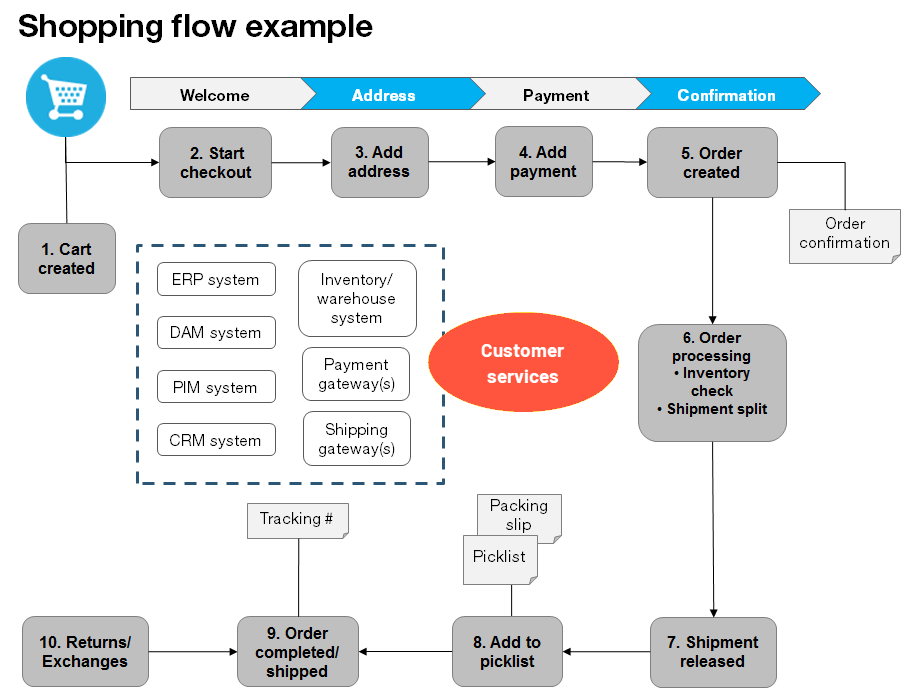 Shopping flow example
Welcome
Address
Payment
Confirmation
2. Start
checkout
3. Add
address
4. Add
payment
5. Order
created
1. Cart
created
Order
confirmation
ERP system
DAM system
PIM system
CRM system
Inventory/
warehouse
system
Payment
gateway(s)
Shipping
gateway(s)
Customer
services
6. Order
processing
• Inventory
check
• Shipment split
Tracking #
Packing
slip
Picklist
10. Returns/
Exchanges
9. Order
completed/
shipped
8. Add to
picklist
7. Shipment
released